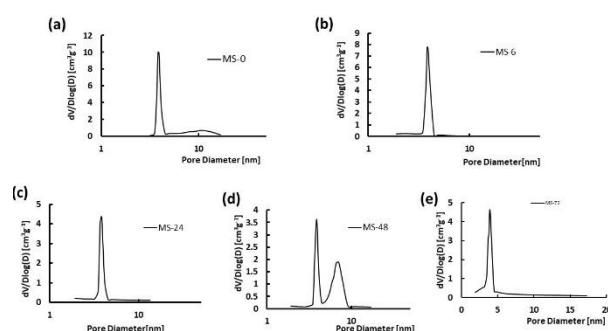 (a)
dV/Dlog(D) [cm³g⁻¹]
12
10
8
6
4
2
0
MS-0
1
10
Pore Diameter[nm]
(b)
dV/Dlog(D) [cm³g⁻¹]
9
8
7
6
5
4
3
2
1
0
MS-6
1
10
Pore Diameter[nm]
(c)
dV/Dlog(D) [cm³g⁻¹]
5
4
3
2
1
0
MS-24
1
10
Pore Diameter[nm]
(d)
dV/Dlog(D) [cm³g⁻¹]
4
3.5
3
2.5
2
1.5
1
0.5
0
MS-48
1
10
Pore Diameter[nm]
(e)
dV/Dlog(D) [cm³g⁻¹]
5
4
3
2
1
0
0
5
10
15
20
Pore Diameter [nm]